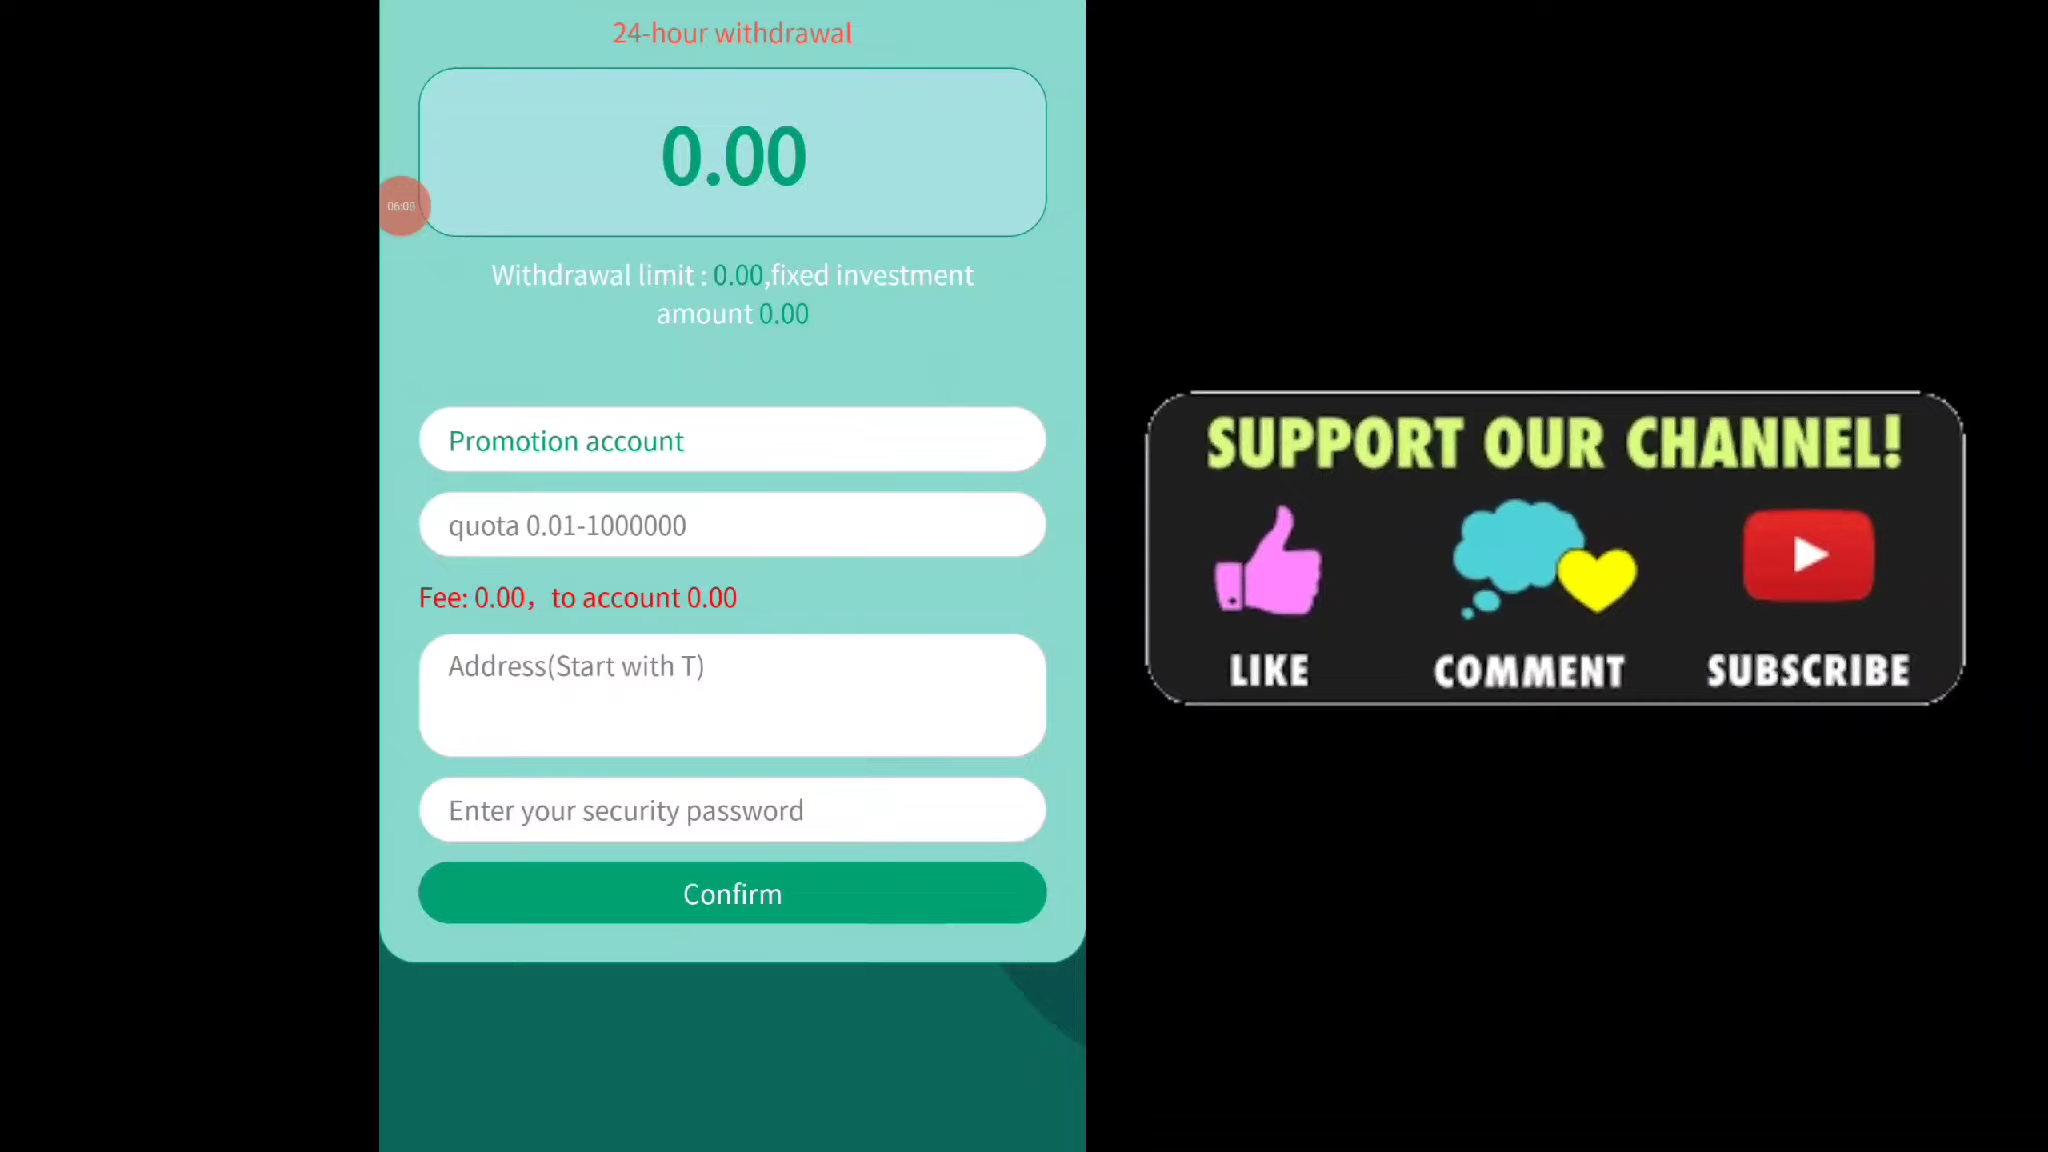 24-hour withdrawal
0.00
Withdrawal limit : 0.00,fixed investment
amount 0.00
Promotion account
quota 0.01-1000000
Fee: 0.00，to account 0.00
Address(Start with T)
Enter your security password
Confirm
SUPPORT OUR CHANNEL!
LIKE
COMMENT
SUBSCRIBE